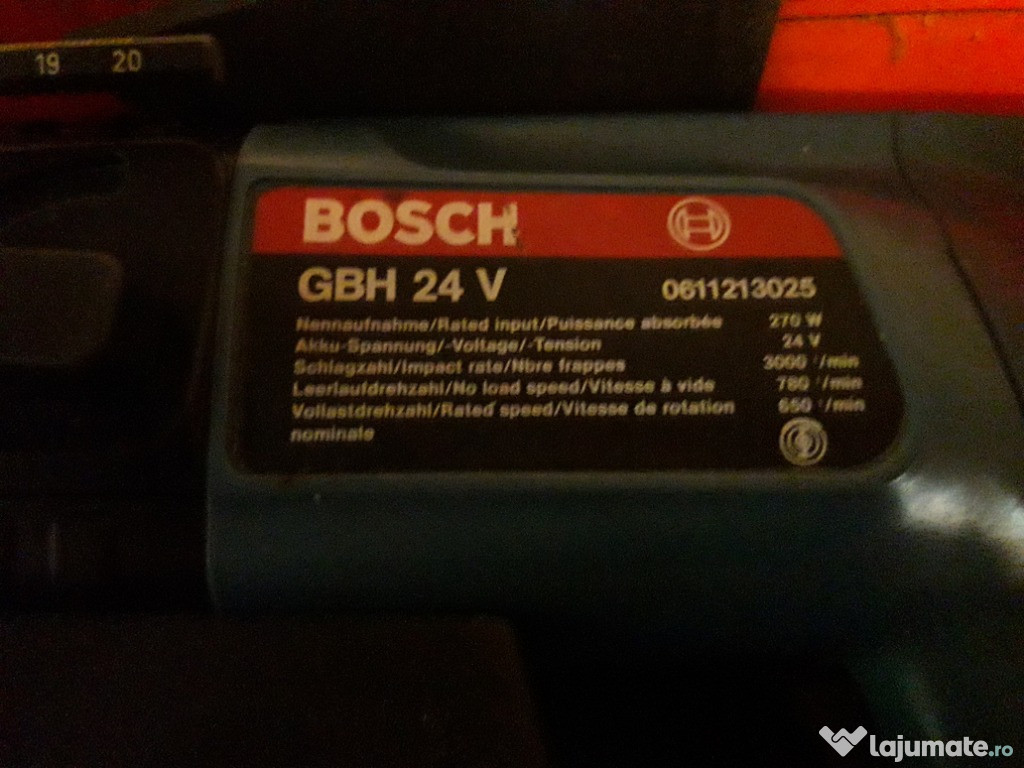 19 20
BOSCH
GBH 24 V 0611213025
Nennaufnahme/Rated input/Puissance absorbée 270 W
Akku-Spannung/-Voltage/-Tension 24 V
Schlagzahl/Impact rate/Nbre frappes 3000 /min
Leerlaufdrehzahl/No load speed/Vitesse à vide 780 /min
Vollastdrehzahl/Rated speed/Vitesse de rotation 650 /min
nominale
lajumate.ro